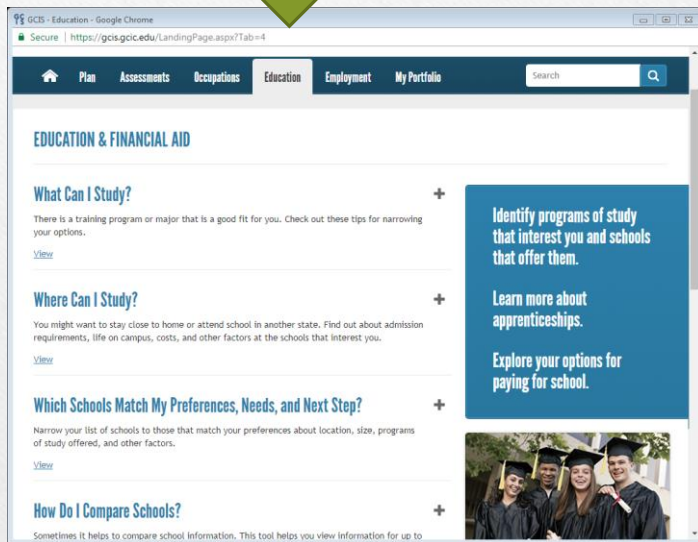 GCIS - Education - Google Chrome
Secure | https://gcis.gcic.edu/LandingPage.aspx?Tab=4
Plan Assessments Occupations Education Employment My Portfolio Search
EDUCATION & FINANCIAL AID
What Can I Study?
There is a training program or major that is a good fit for you. Check out these tips for narrowing
your options.
View
Where Can I Study?
You might want to stay close to home or attend school in another state. Find out about admission
requirements, life on campus, costs, and other factors at the schools that interest you.
View
Which Schools Match My Preferences, Needs, and Next Step?
Narrow your list of schools to those that match your preferences about location, size, programs
of study offered, and other factors.
View
How Do I Compare Schools?
Sometimes it helps to compare school information. This tool helps you view information for up to
Identify programs of study
that interest you and schools
that offer them.
Learn more about
apprenticeships.
Explore your options for
paying for school.